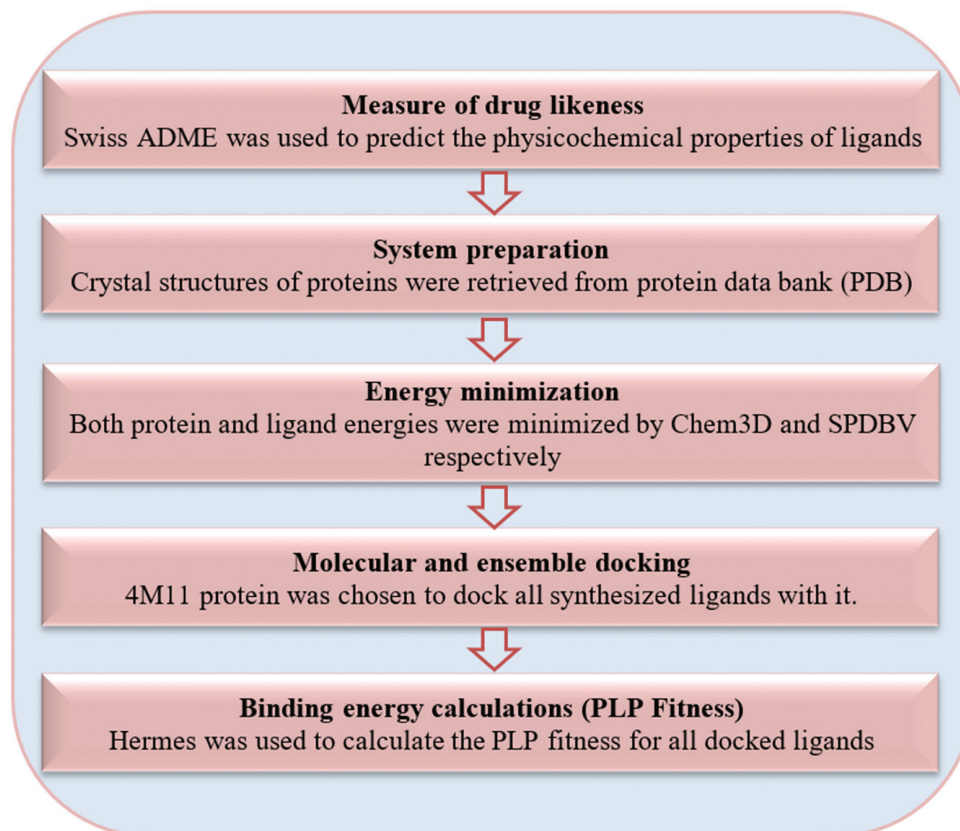 Measure of drug likeness
Swiss ADME was used to predict the physicochemical properties of ligands
System preparation
Crystal structures of proteins were retrieved from protein data bank (PDB)
Energy minimization
Both protein and ligand energies were minimized by Chem3D and SPDBV
respectively
Molecular and ensemble docking
4M11 protein was chosen to dock all synthesized ligands with it.
Binding energy calculations (PLP Fitness)
Hermes was used to calculate the PLP fitness for all docked ligands